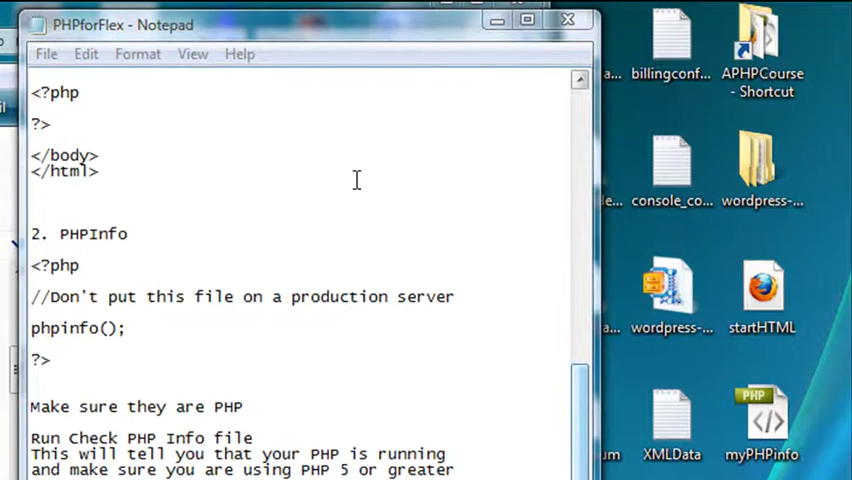 PHPforFlex - Notepad
File Edit Format View Help
<?php
?>
</body>
</html>
2. PHPInfo
<?php
//Don't put this file on a production server
phpinfo();
?>
Make sure they are PHP
Run Check PHP Info file
This will tell you that your PHP is running
and make sure you are using PHP 5 or greater
billingconf...
APHPCourse
- Shortcut
console_co...
wordpress-...
wordpress-...
startHTML
XMLData
PHP
myPHPinfo